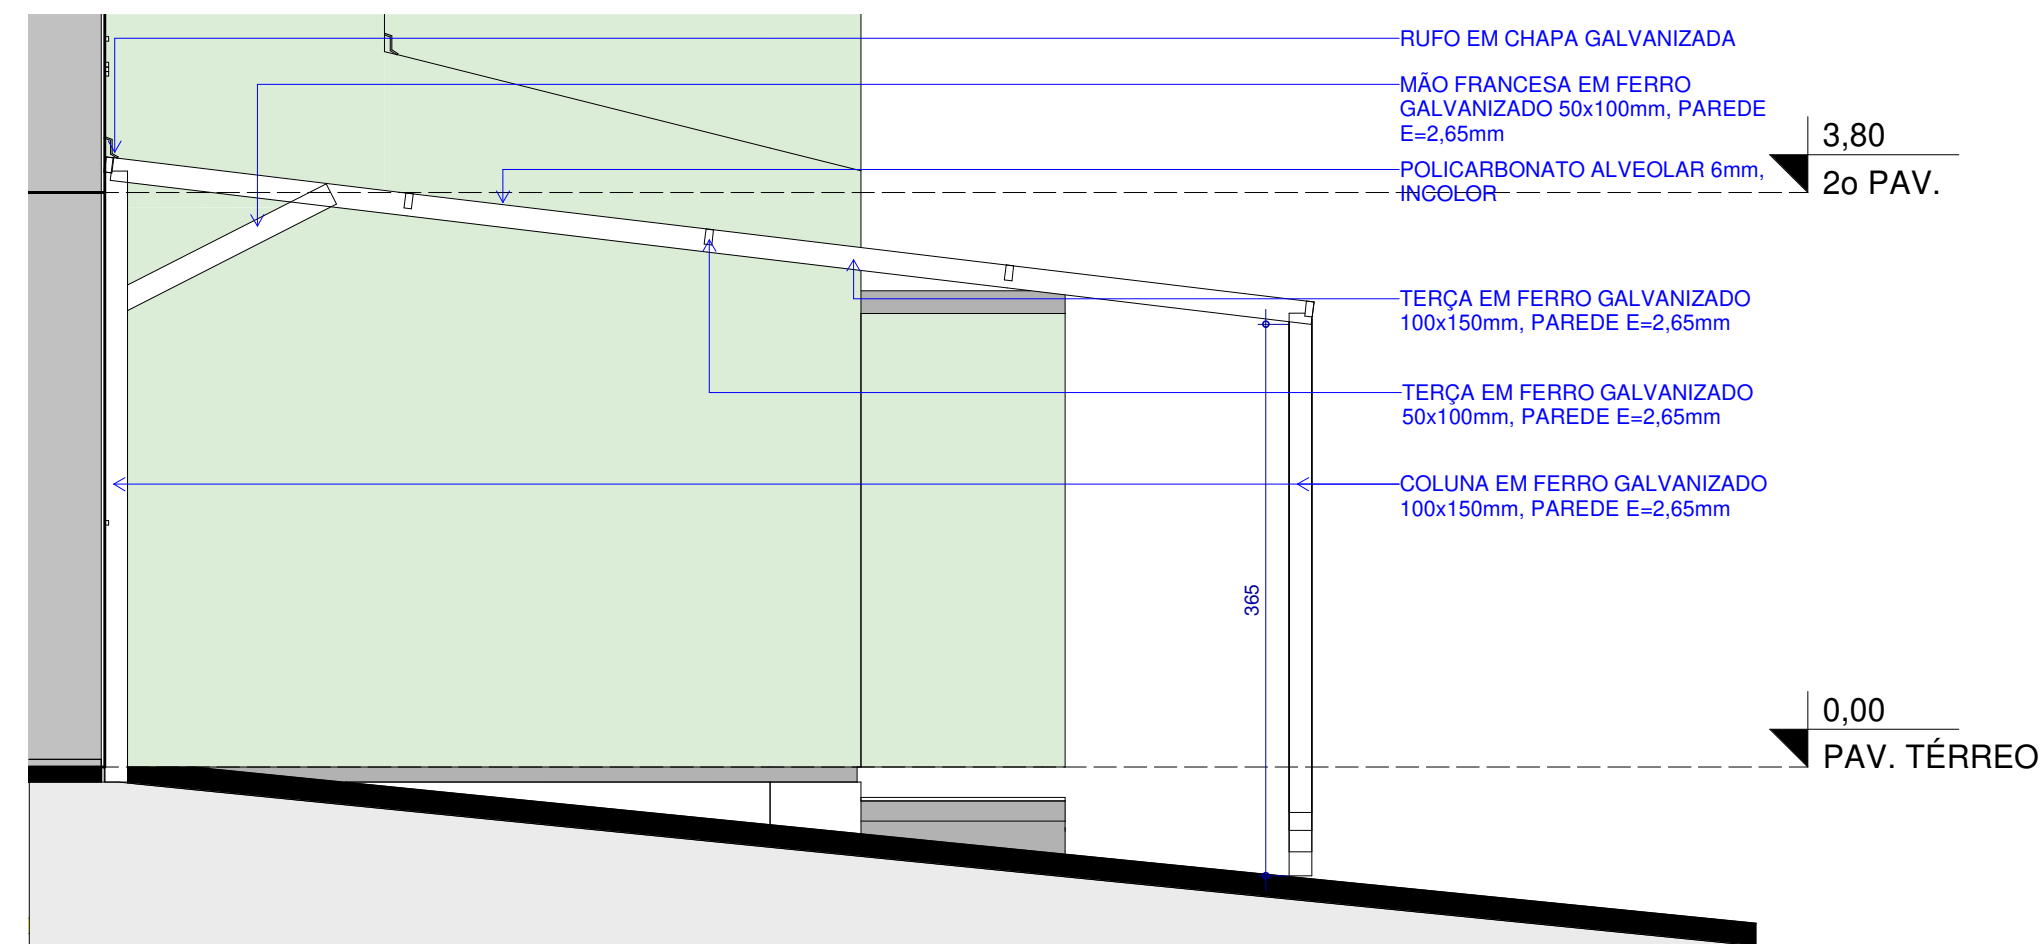 RUFO EM CHAPA GALVANIZADA
MÃO FRANCESA EM FERRO
GALVANIZADO 50x100mm, PAREDE
E=2,65mm
POLICARBONATO ALVEOLAR 6mm,
INCOLOR
3,80
2o PAV.
TERÇA EM FERRO GALVANIZADO
100x150mm, PAREDE E=2,65mm
TERÇA EM FERRO GALVANIZADO
50x100mm, PAREDE E=2,65mm
COLUNA EM FERRO GALVANIZADO
100x150mm, PAREDE E=2,65mm
365
0,00
PAV. TÉRREO